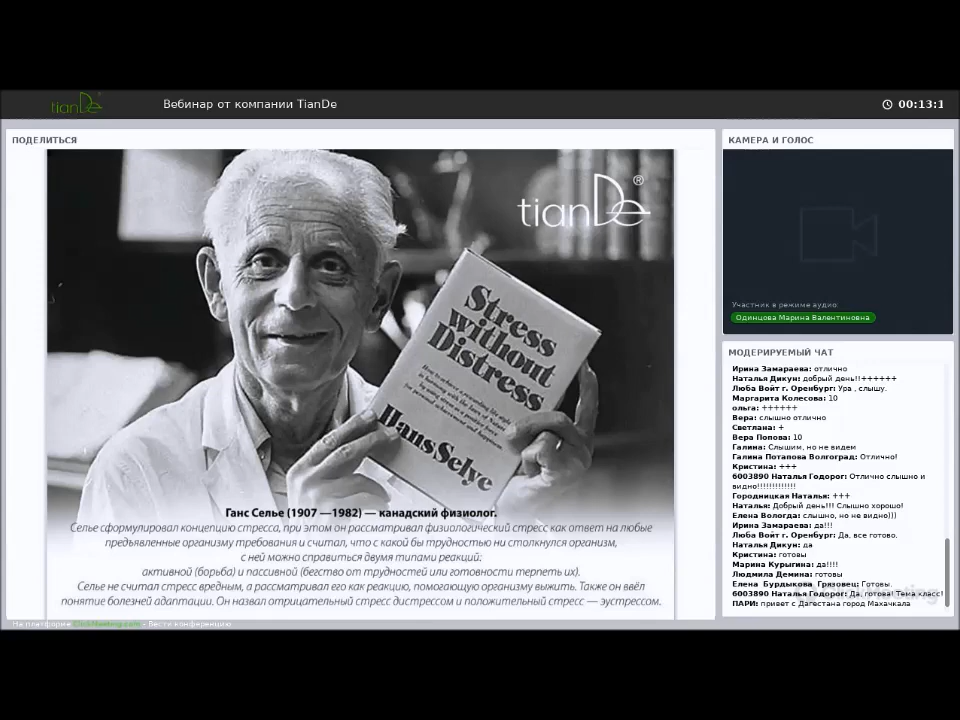 tianDe
Вебинар от компании TianDe
00:13:1
ПОДЕЛИТЬСЯ
tianDe®
Stress
without
Distress
Hans Selye
Ганс Селье (1907 —1982) — канадский физиолог.
Селье сформулировал концепцию стресса, при этом он рассматривал физиологический стресс как ответ на любые
предъявленные организму требования и считал, что с какой бы трудностью ни столкнулся организм,
с ней можно справиться двумя типами реакций:
активной (борьба) и пассивной (бегство от трудностей или готовности терпеть их).
Селье не считал стресс вредным, а рассматривал его как реакцию, помогающую организму выжить. Также он ввёл
понятие болезней адаптации. Он назвал отрицательный стресс дистрессом и положительный стресс — эустрессом.
КАМЕРА И ГОЛОС
Участник в режиме аудио:
Одинцова Марина Валентиновна
МОДЕРИРУЕМЫЙ ЧАТ
Ирина Замараева: отлично
Наталья Дикун: добрый день!!++++++
Люба Войт г. Оренбург: Ура , слышу.
Маргарита Колесова: 10
ольга: ++++++
Вера: слышно отлично
Светлана: +
Вера Попова: 10
Галина: Слышим, но не видем
Галина Потапова Волгоград: Отлично!
Кристина: +++
6003890 Наталья Годорог: Отлично слышно и
видно!!!!!!!!!!!!!
Городницкая Наталья: +++
Наталья: Добрый день!!! Слышно хорошо!
Елена Вологда: слышно, но не видно)))
Ирина Замараева: да!!!
Люба Войт г. Оренбург: Да, все готово.
Наталья Дикун: да
Кристина: готовы
Марина Курыгина: да!!!!
Людмила Демина: готовы
Елена Бурдыкова Грязовец: Готовы.
6003890 Наталья Годорог: Да, готова! Тема класс!
ПАРИ: привет с Дагестана город Махачкала
На платформе ClickMeeting.com - Вести конференцию